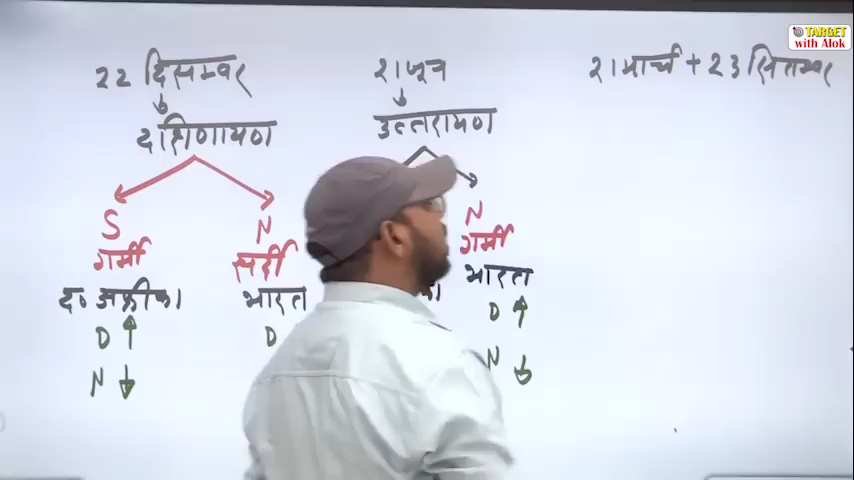 TARGET
with Alok
22 दिसम्बर
दक्षिणायण
S
N
गर्मी
सर्दी
द० अफ्रीका
भारत
D ↑
D
N ↓
21 जून
उत्तरायण
N
गर्मी
भारत
D ↑
N ↓
21 मार्च + 23 सितम्बर